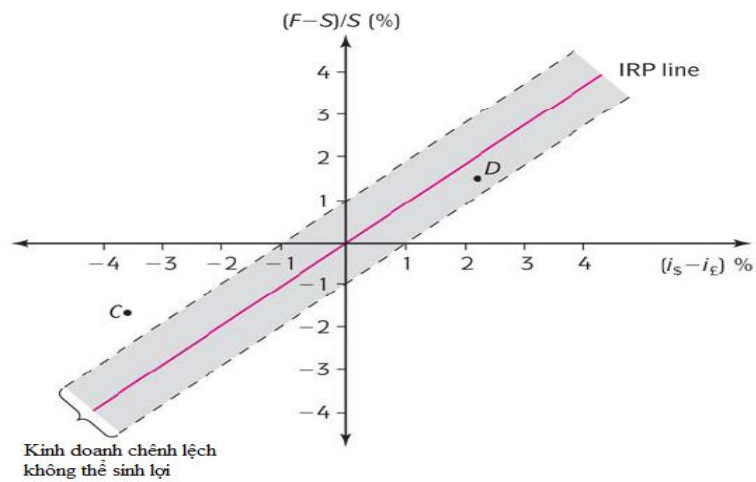 (F−S)/S (%)
IRP line
4
3
2
1
D
−4 −3 −2 −1 1 2 3 4 (i$−i£) %
−1
C
−2
−3
−4
Kinh doanh chênh lệch
không thể sinh lợi